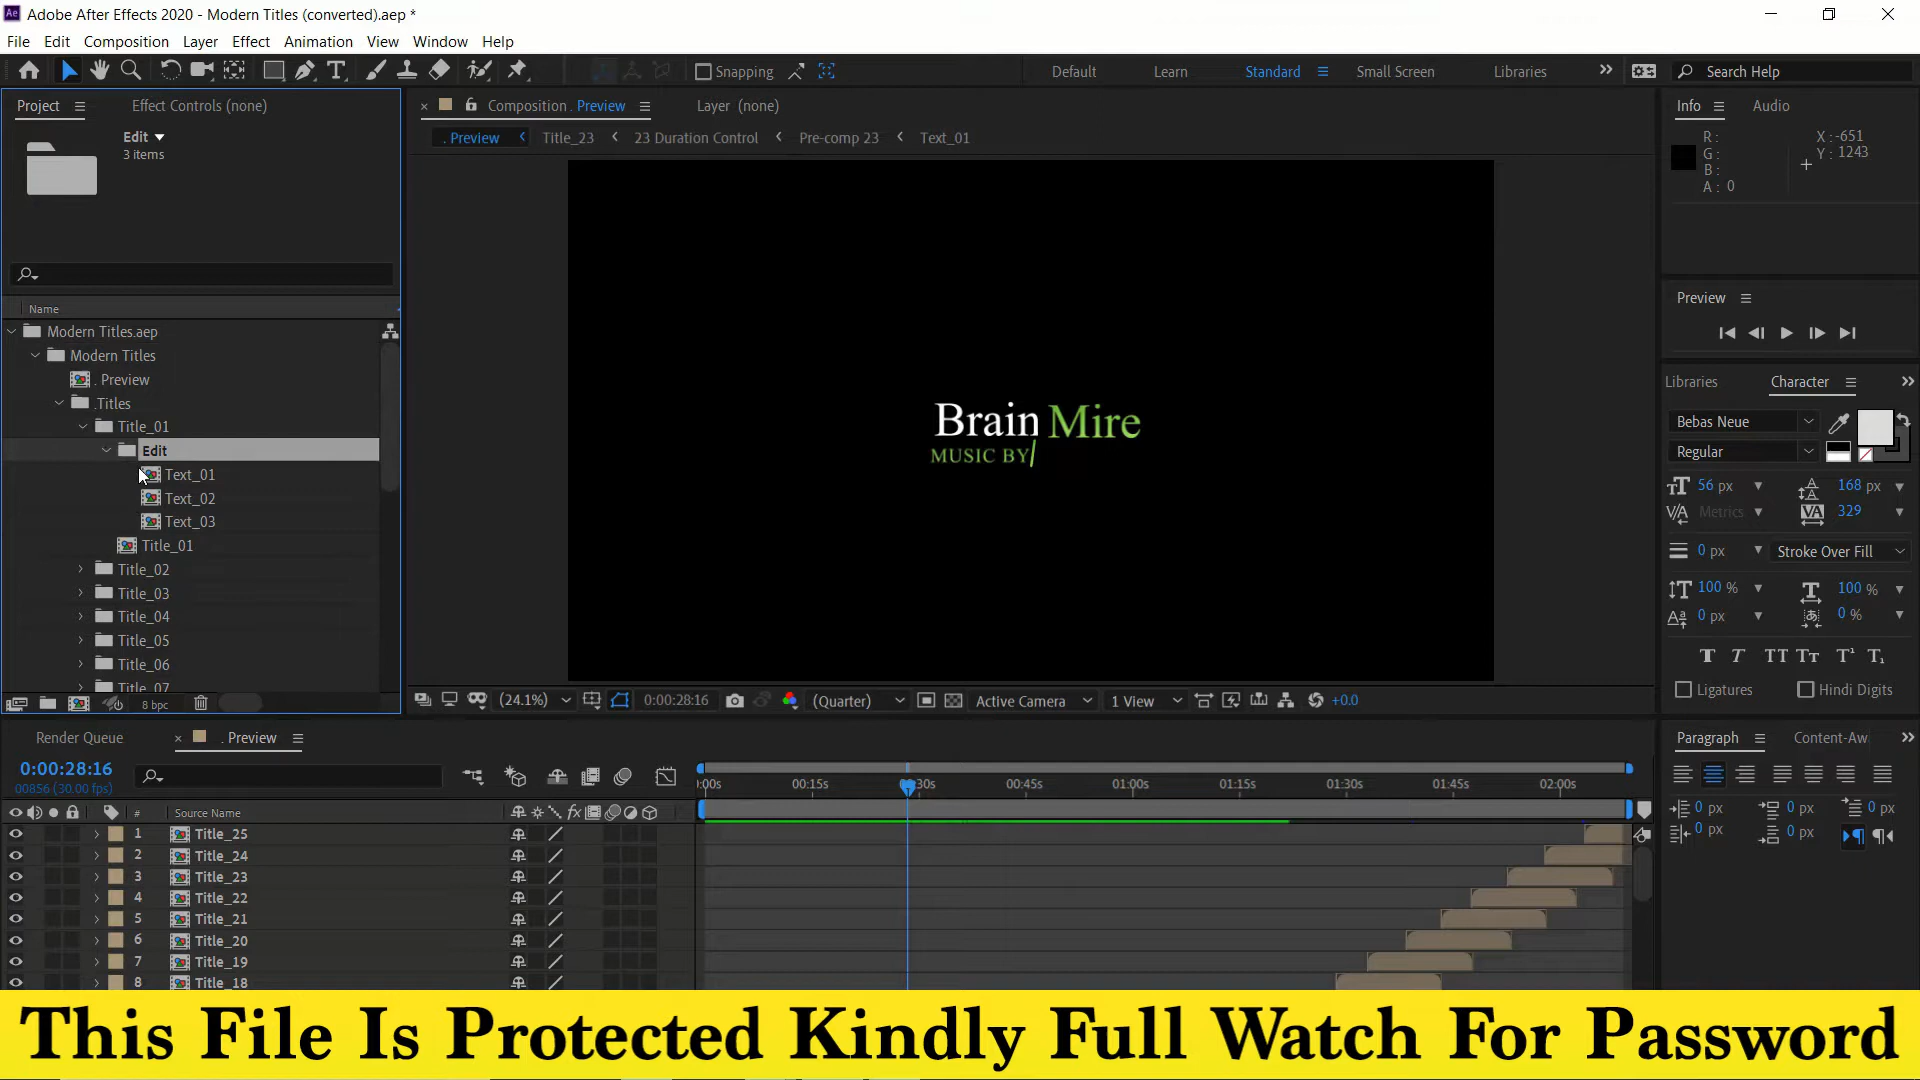 Adobe After Effects 2020 - Modern Titles (converted).aep *
File Edit Composition Layer Effect Animation View Window Help
Snapping Default Learn Standard Small Screen Libraries Search Help
Project Effect Controls (none)
Edit
3 items
Name
Modern Titles.aep
Modern Titles
. Preview
.Titles
Title_01
Edit
Text_01
Text_02
Text_03
Title_01
Title_02
Title_03
Title_04
Title_05
Title_06
Title_07
8 bpc
Composition . Preview Layer (none)
. Preview Title_23 23 Duration Control Pre-comp 23 Text_01
Brain Mire
MUSIC BY
(24.1%) 0:00:28:16 (Quarter) Active Camera 1 View +0.0
Info Audio
R :
G :
B :
A : 0
X : -651
Y : 1243
Preview
Libraries Character
Bebas Neue
Regular
56 px 168 px
Metrics 329
0 px Stroke Over Fill
100 % 100 %
0 px 0 %
Ligatures Hindi Digits
Paragraph Content-Aw
0 px 0 px 0 px
0 px 0 px
Render Queue . Preview
0:00:28:16
00856 (30.00 fps)
:00s 00:15s 00:30s 00:45s 01:00s 01:15s 01:30s 01:45s 02:00s
# Source Name
1 Title_25
2 Title_24
3 Title_23
4 Title_22
5 Title_21
6 Title_20
7 Title_19
8 Title_18
This File Is Protected Kindly Full Watch For Password